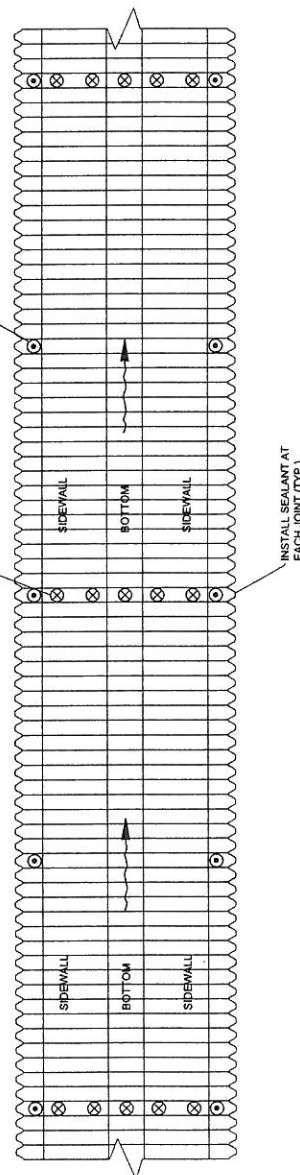 SIDEWALL
BOTTOM
SIDEWALL
SIDEWALL
BOTTOM
SIDEWALL
INSTALL SEALANT AT
EACH JOINT (TYP.)